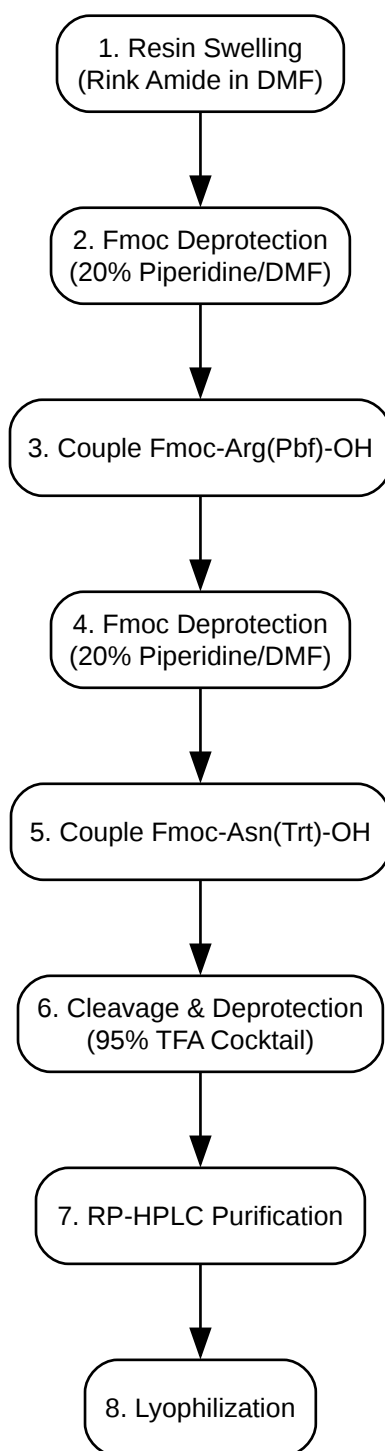 1. Resin Swelling
(Rink Amide in DMF)
2. Fmoc Deprotection
(20% Piperidine/DMF)
3. Couple Fmoc-Arg(Pbf)-OH
4. Fmoc Deprotection
(20% Piperidine/DMF)
5. Couple Fmoc-Asn(Trt)-OH
6. Cleavage & Deprotection
(95% TFA Cocktail)
7. RP-HPLC Purification
8. Lyophilization